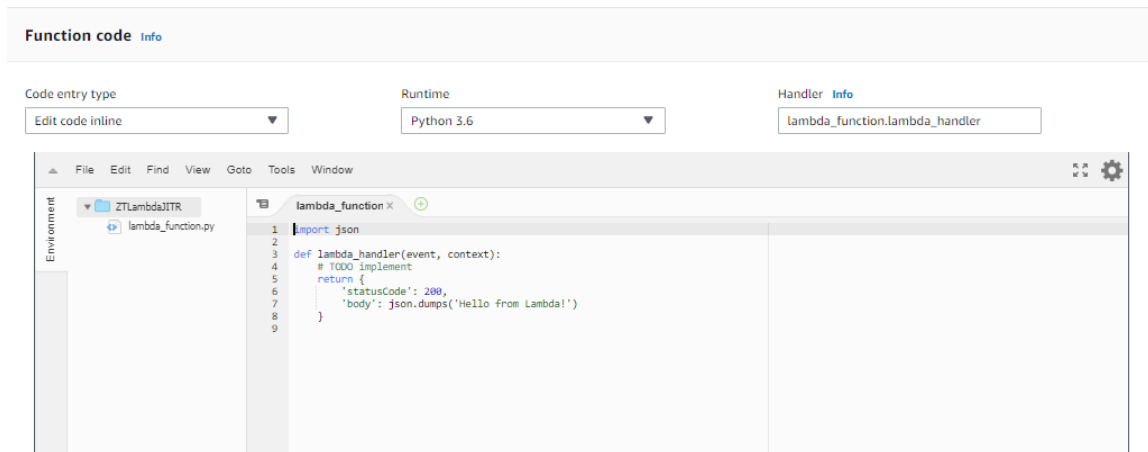 Function code Info
Code entry type
Runtime
Handler Info
Edit code inline
Python 3.6
lambda_function.lambda_handler
File Edit Find View Goto Tools Window
Environment
ZTLambdaJITR
lambda_function.py
lambda_function
1 import json
2
3 def lambda_handler(event, context):
4 # TODO implement
5 return {
6 'statusCode': 200,
7 'body': json.dumps('Hello from Lambda!')
8 }
9